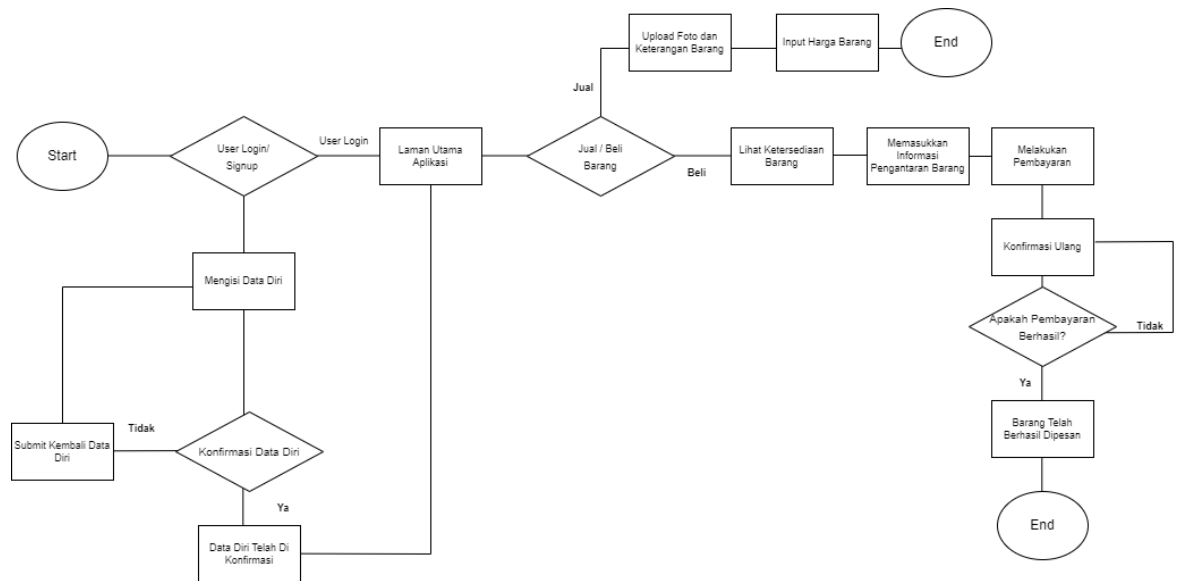 Upload Foto dan
Keterangan Barang
Input Harga Barang
End
Jual
Start
User Login/
Signup
User Login
Laman Utama
Aplikasi
Jual / Beli
Barang
Beli
Lihat Ketersediaan
Barang
Memasukkan
Informasi
Pengantaran Barang
Melakukan
Pembayaran
Mengisi Data Diri
Konfirmasi Ulang
Apakah Pembayaran
Berhasil?
Tidak
Ya
Submit Kembali Data
Diri
Tidak
Konfirmasi Data Diri
Barang Telah
Berhasil Dipesan
Ya
Data Diri Telah Di
Konfirmasi
End